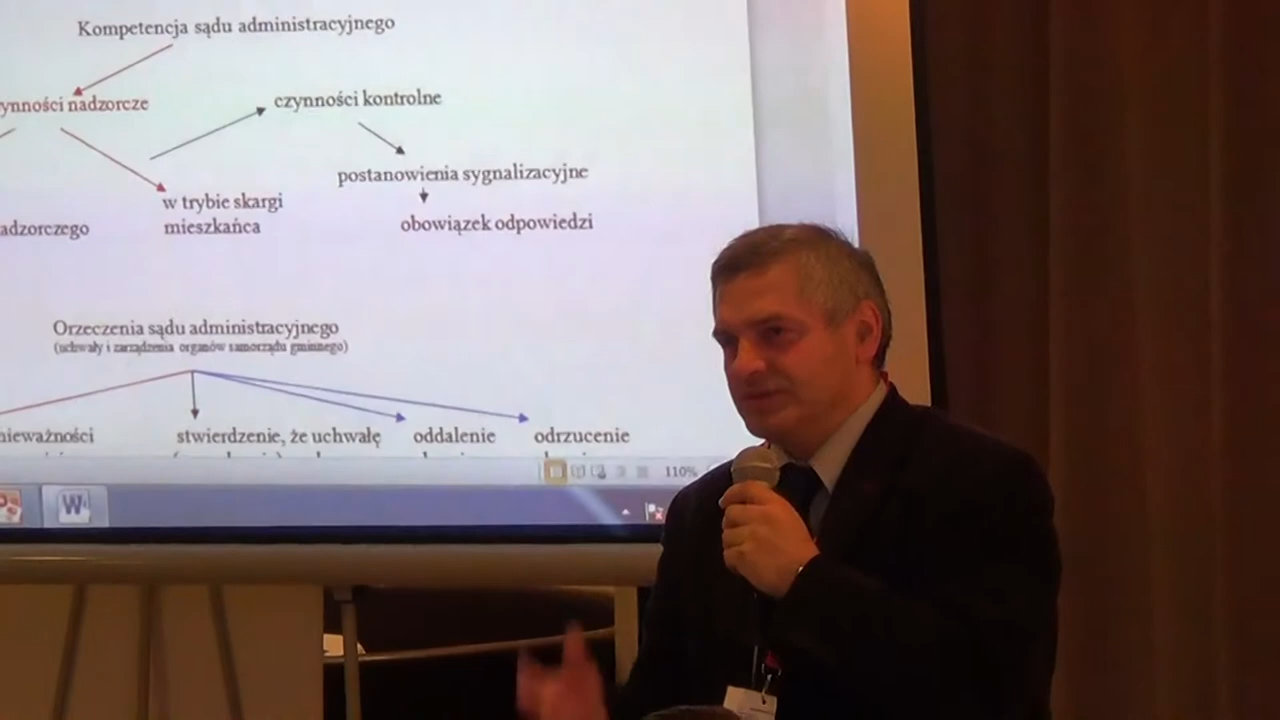 Kompetencja sądu administracyjnego
ynności nadzorcze
czynności kontrolne
postanowienia sygnalizacyjne
w trybie skargi
mieszkańca
adzorczego
obowiązek odpowiedzi
Orzeczenia sądu administracyjnego
(uchwały i zarządzenia organów samorządu gminnego)
nieważności
stwierdzenie, że uchwałę
oddalenie
odrzucenie
110%
W